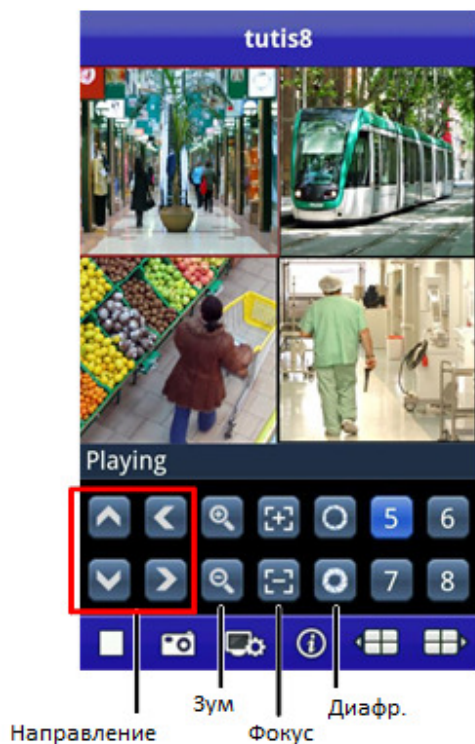 tutis8
Playing
5 6
7 8
Зум
Диафр.
Направление
Фокус